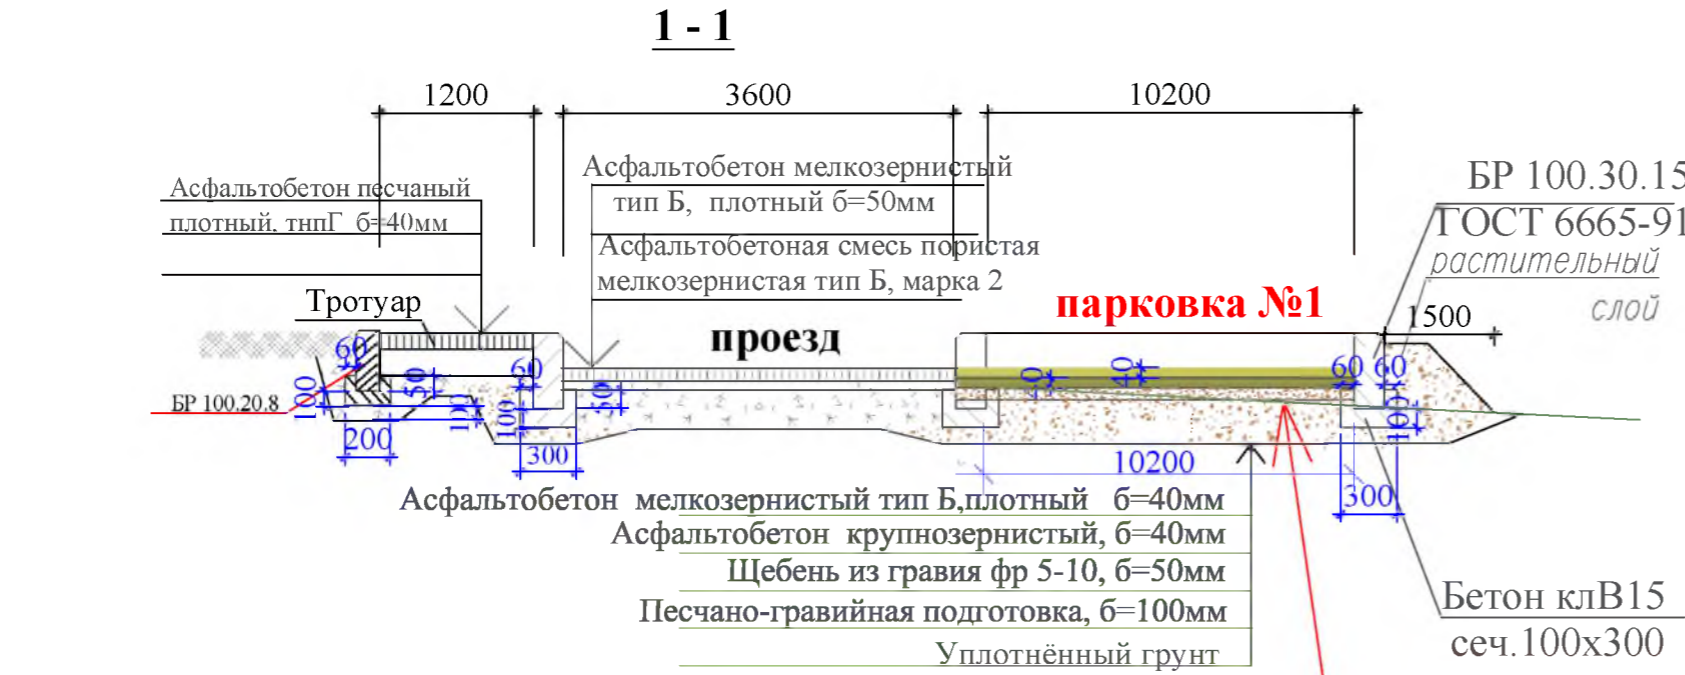 1 - 1
1200
3600
10200
Асфальтобетон песчаный
плотный, тнпГ б=40мм
Асфальтобетон мелкозернистый
тип Б, плотный б=50мм
Асфальтобетоная смесь пористая
мелкозернистая тип Б, марка 2
БР 100.30.15
ГОСТ 6665-91
растительный
слой
Тротуар
проезд
парковка №1
1500
60
60
40
60
60
50
50
100
БР 100.20.8
100
100
100
200
300
10200
300
Асфальтобетон мелкозернистый тип Б,плотный б=40мм
Асфальтобетон крупнозернистый, б=40мм
Щебень из гравия фр 5-10, б=50мм
Песчано-гравийная подготовка, б=100мм
Уплотнённый грунт
Бетон клВ15
сеч.100х300